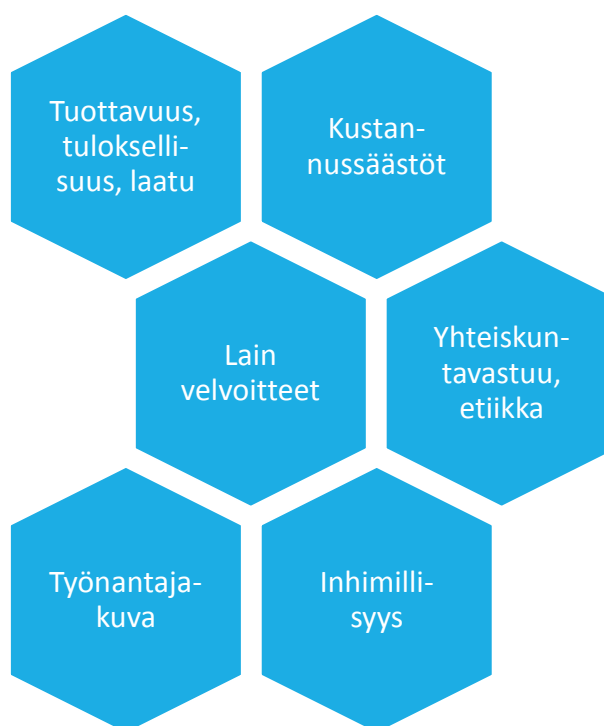 Tuottavuus,
tulokselli-
suus, laatu
Kustan-
nussäästöt
Lain
velvoitteet
Yhteiskun-
tavastuu,
etiikka
Työnantaja-
kuva
Inhimilli-
syys